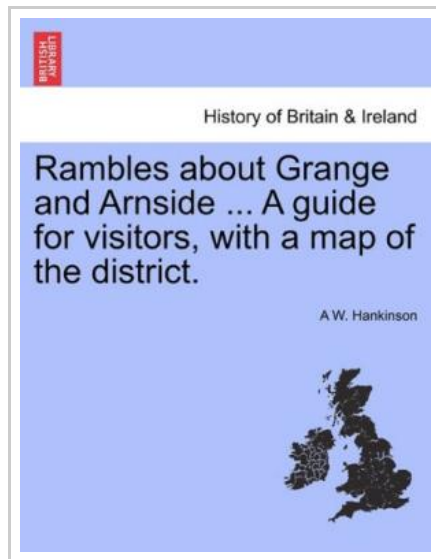 BRITISH
LIBRARY
History of Britain & Ireland
Rambles about Grange
and Arnside ... A guide
for visitors, with a map of
the district.
A W. Hankinson